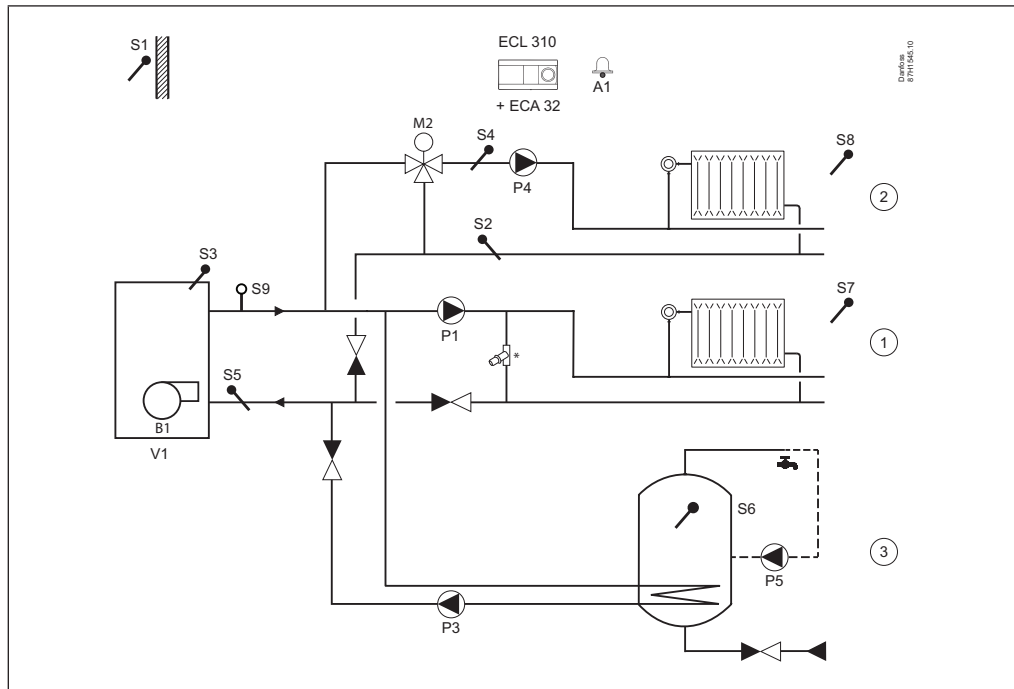 S1
ECL 310
+ ECA 32
A1
Danfoss
87H1545.10
M2
S4
P4
S8
2
S2
S3
S9
P1
S7
1
*
S5
B1
V1
S6
3
P5
P3